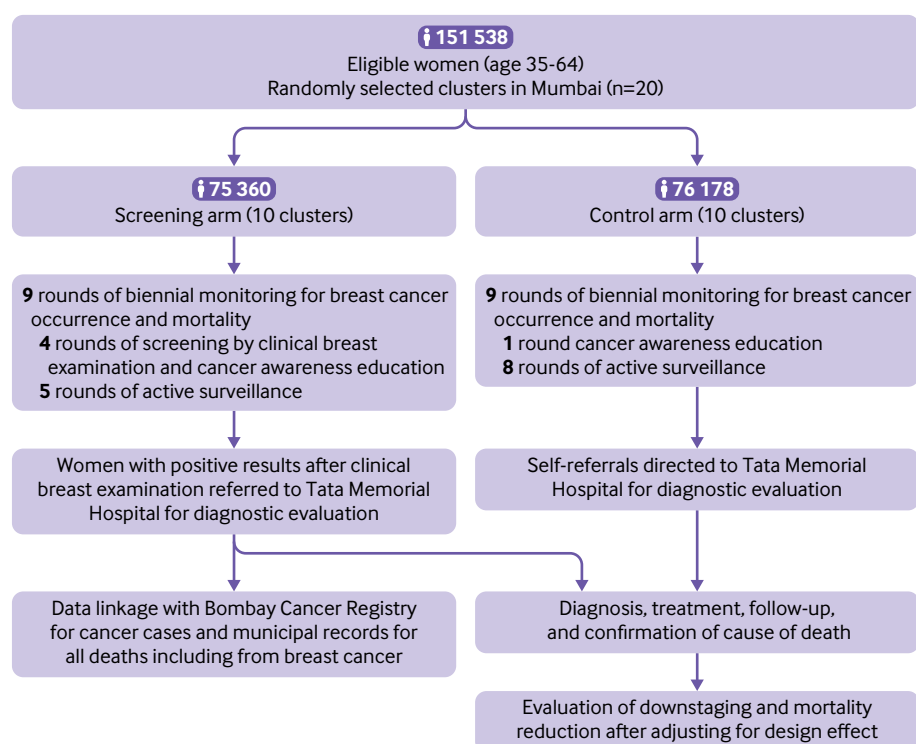 151 538
Eligible women (age 35-64)
Randomly selected clusters in Mumbai (n=20)
75 360
Screening arm (10 clusters)
76 178
Control arm (10 clusters)
9 rounds of biennial monitoring for breast cancer
occurrence and mortality
4 rounds of screening by clinical breast
examination and cancer awareness education
5 rounds of active surveillance
9 rounds of biennial monitoring for breast cancer
occurrence and mortality
1 round cancer awareness education
8 rounds of active surveillance
Women with positive results after clinical
breast examination referred to Tata Memorial
Hospital for diagnostic evaluation
Self-referrals directed to Tata Memorial
Hospital for diagnostic evaluation
Data linkage with Bombay Cancer Registry
for cancer cases and municipal records for
all deaths including from breast cancer
Diagnosis, treatment, follow-up,
and confirmation of cause of death
Evaluation of downstaging and mortality
reduction after adjusting for design effect